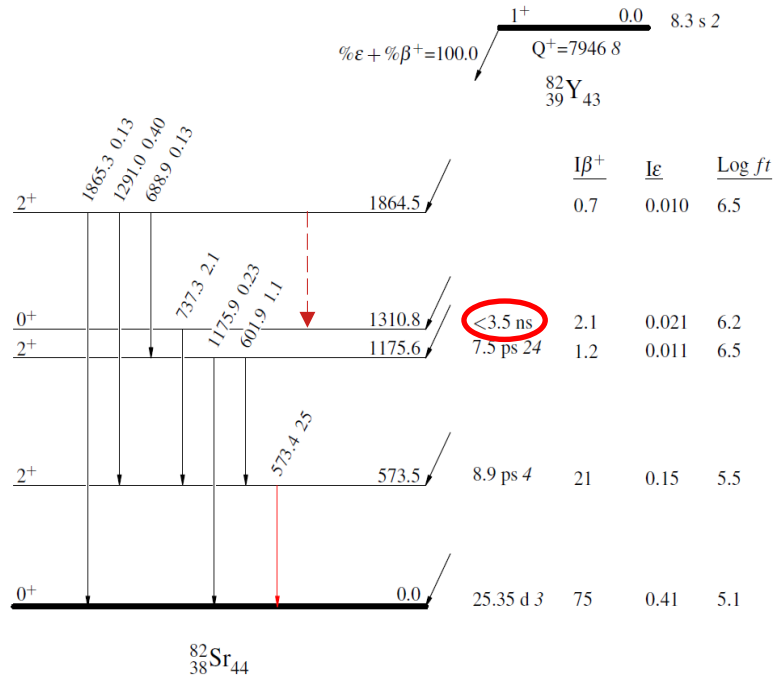 1+ 0.0 8.3 s 2
%ε + %β+=100.0
Q+=7946 8
82 39 Y 43
1865.3 0.13
1291.0 0.40
688.9 0.13
Iβ+ Iε Log ft
2+ 1864.5 0.7 0.010 6.5
737.3 2.1
1175.9 0.23
601.9 1.1
0+ 1310.8 <3.5 ns 2.1 0.021 6.2
2+ 1175.6 7.5 ps 24 1.2 0.011 6.5
573.4 25
2+ 573.5 8.9 ps 4 21 0.15 5.5
0+ 0.0 25.35 d 3 75 0.41 5.1
82 38 Sr 44